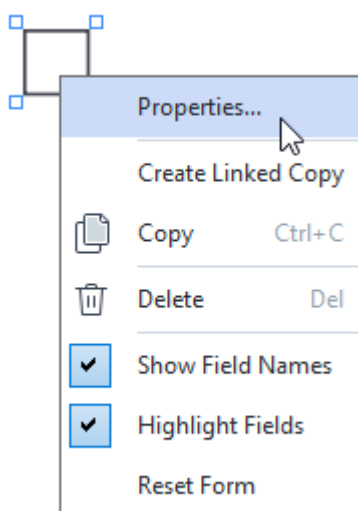 Properties...
Create Linked Copy
Copy Ctrl+C
Delete Del
Show Field Names
Highlight Fields
Reset Form